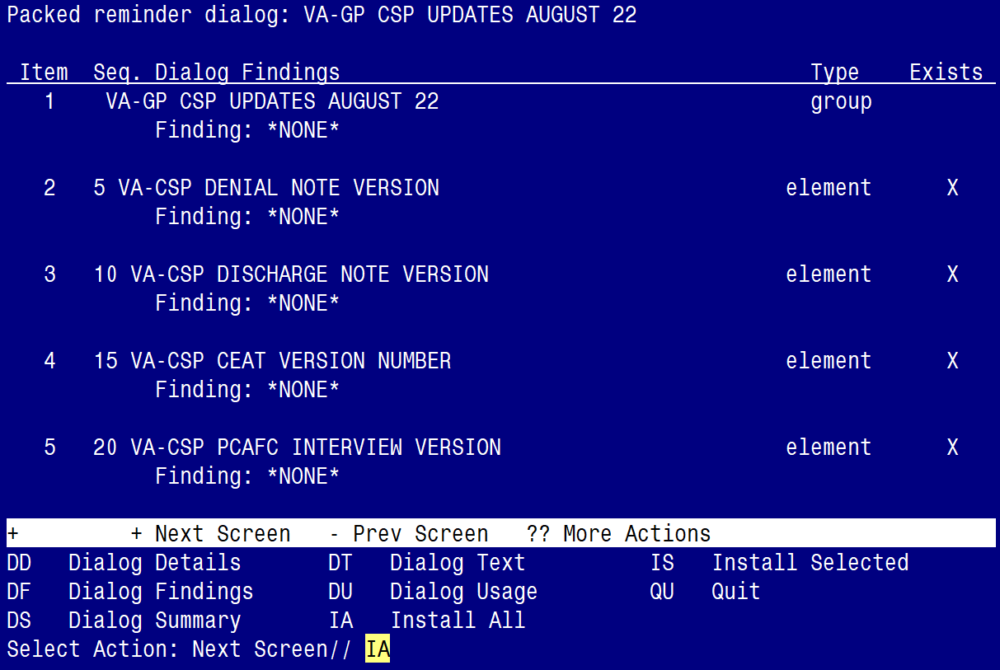 Packed reminder dialog: VA-GP CSP UPDATES AUGUST 22
Item  Seq. Dialog Findings                                      Type    Exists
1     VA-GP CSP UPDATES AUGUST 22                              group
Finding: *NONE*
2   5 VA-CSP DENIAL NOTE VERSION                            element      X
Finding: *NONE*
3   10 VA-CSP DISCHARGE NOTE VERSION                        element      X
Finding: *NONE*
4   15 VA-CSP CEAT VERSION NUMBER                           element      X
Finding: *NONE*
5   20 VA-CSP PCAFC INTERVIEW VERSION                       element      X
Finding: *NONE*
+         + Next Screen   - Prev Screen   ?? More Actions
DD   Dialog Details       DT   Dialog Text          IS   Install Selected
DF   Dialog Findings      DU   Dialog Usage         QU   Quit
DS   Dialog Summary       IA   Install All
Select Action: Next Screen// IA